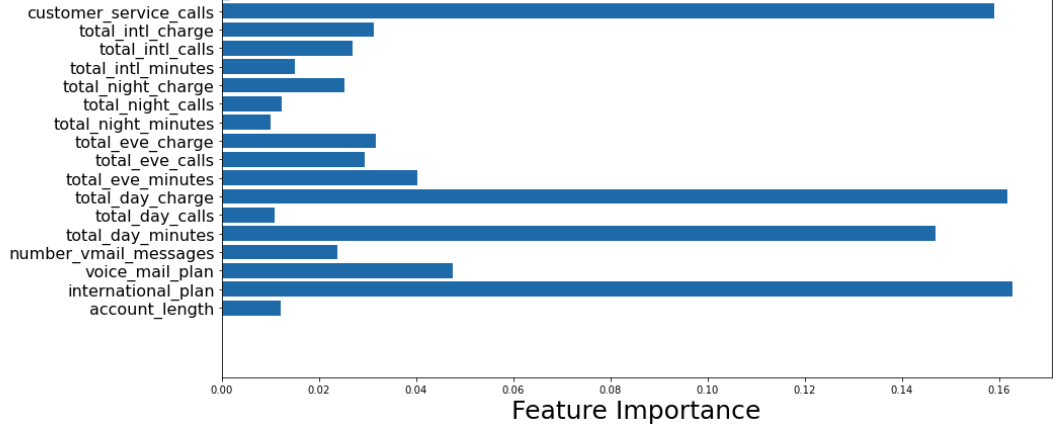 customer_service_calls
total_intl_charge
total_intl_calls
total_intl_minutes
total_night_charge
total_night_calls
total_night_minutes
total_eve_charge
total_eve_calls
total_eve_minutes
total_day_charge
total_day_calls
total_day_minutes
number_vmail_messages
voice_mail_plan
international_plan
account_length
0.00 0.02 0.04 0.06 0.08 0.10 0.12 0.14 0.16
Feature Importance